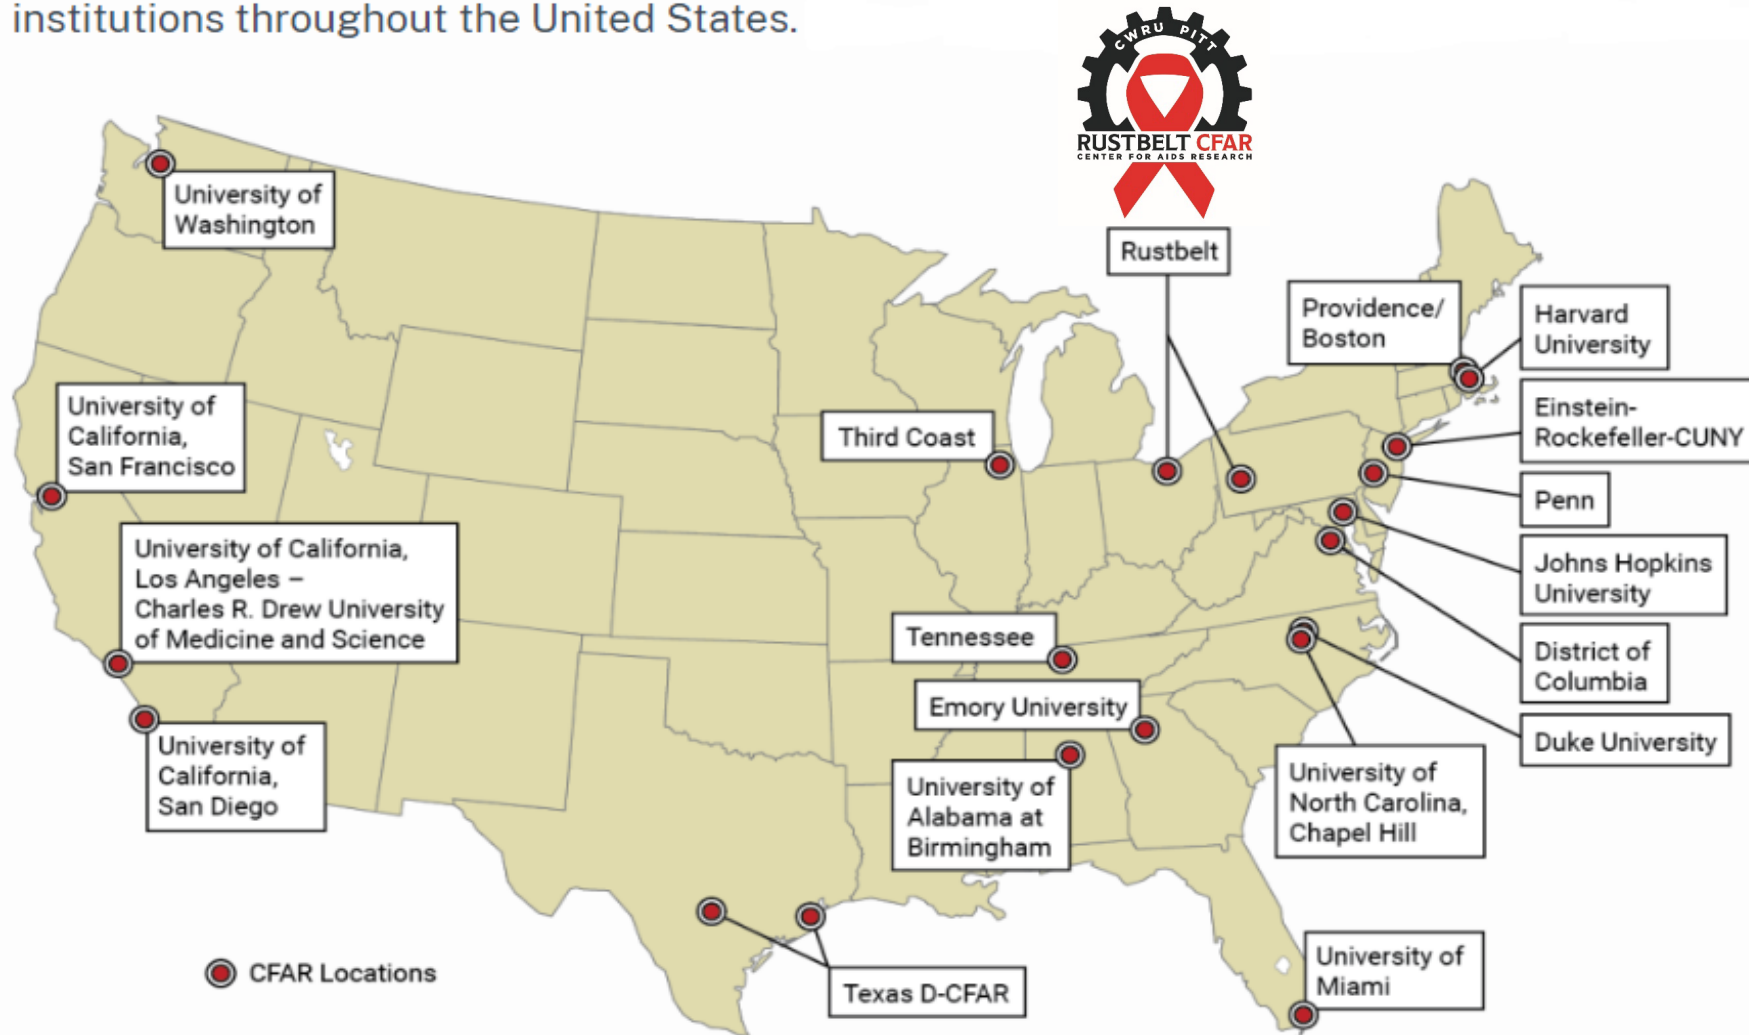 institutions throughout the United States.
CWRU PITT
RUSTBELT CFAR
CENTER FOR AIDS RESEARCH
University of
Washington
Rustbelt
Providence/
Boston
Harvard
University
University of
California,
San Francisco
Third Coast
Einstein-
Rockefeller-CUNY
Penn
University of California,
Los Angeles –
Charles R. Drew University
of Medicine and Science
Johns Hopkins
University
Tennessee
District of
Columbia
Emory University
University of
California,
San Diego
Duke University
University of
Alabama at
Birmingham
University of
North Carolina,
Chapel Hill
CFAR Locations
Texas D-CFAR
University of
Miami